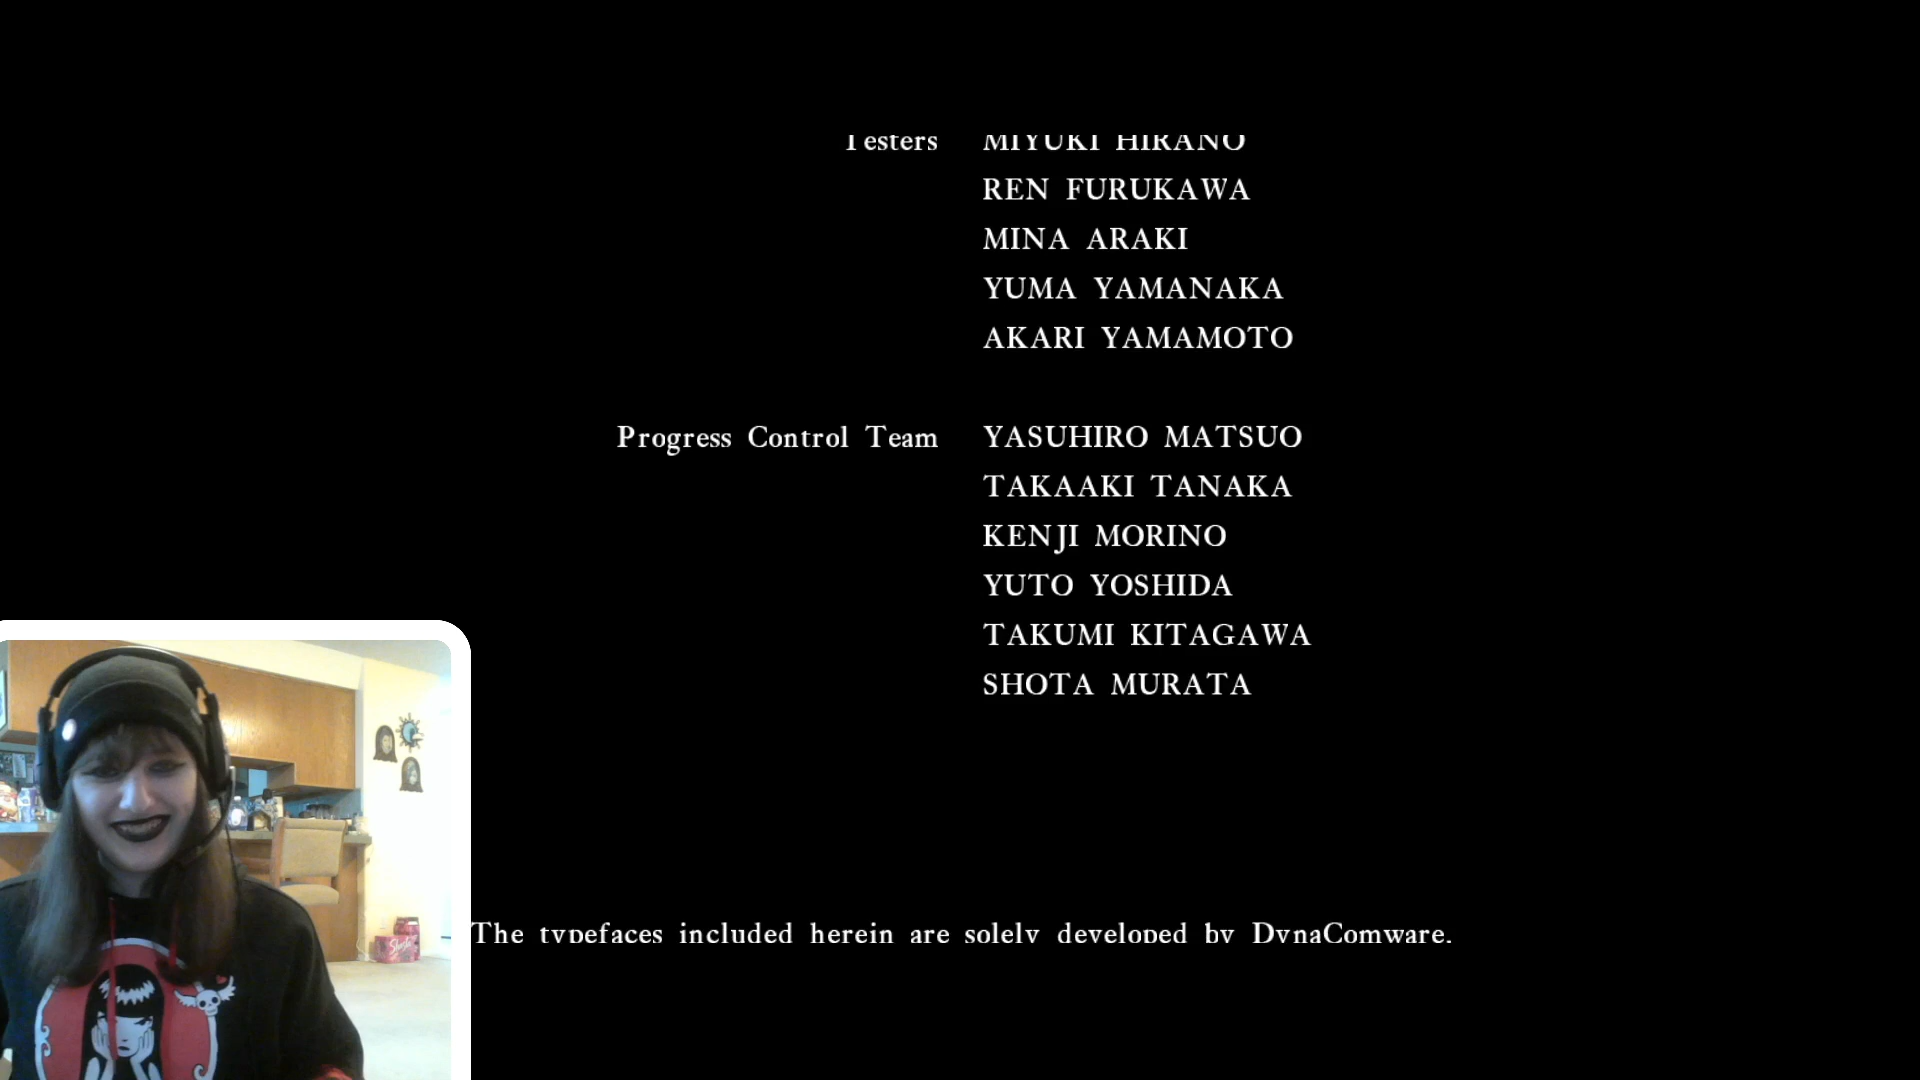 Testers MIYUKI HIRANO
REN FURUKAWA
MINA ARAKI
YUMA YAMANAKA
AKARI YAMAMOTO
Progress Control Team YASUHIRO MATSUO
TAKAAKI TANAKA
KENJI MORINO
YUTO YOSHIDA
TAKUMI KITAGAWA
SHOTA MURATA
The typefaces included herein are solely developed by DynaComware.
Shasta